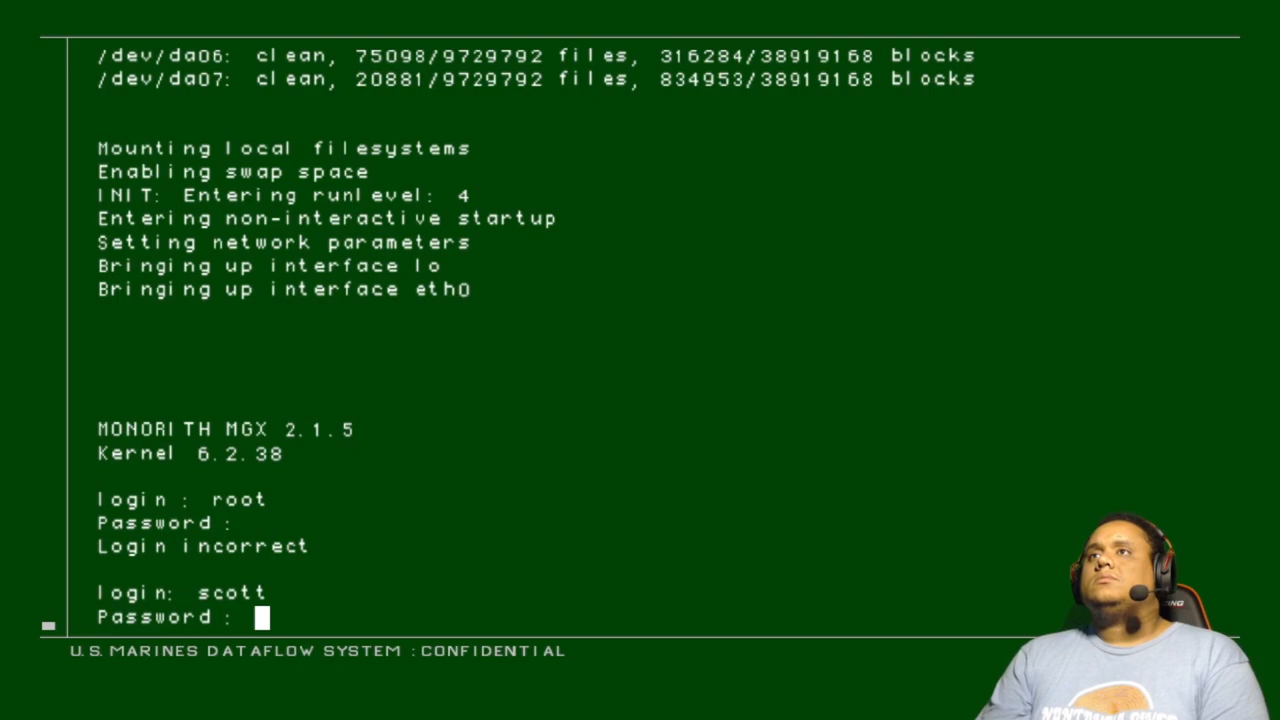 /dev/da06: clean, 75098/9729792 files, 316284/38919168 blocks
/dev/da07: clean, 20881/9729792 files, 834953/38919168 blocks
Mounting local filesystems
Enabling swap space
INIT: Entering runlevel: 4
Entering non-interactive startup
Setting network parameters
Bringing up interface lo
Bringing up interface eth0
MONORITH MGX 2.1.5
Kernel 6.2.38
login : root
Password :
Login incorrect
login: scott
Password :
U.S. MARINES DATAFLOW SYSTEM : CONFIDENTIAL